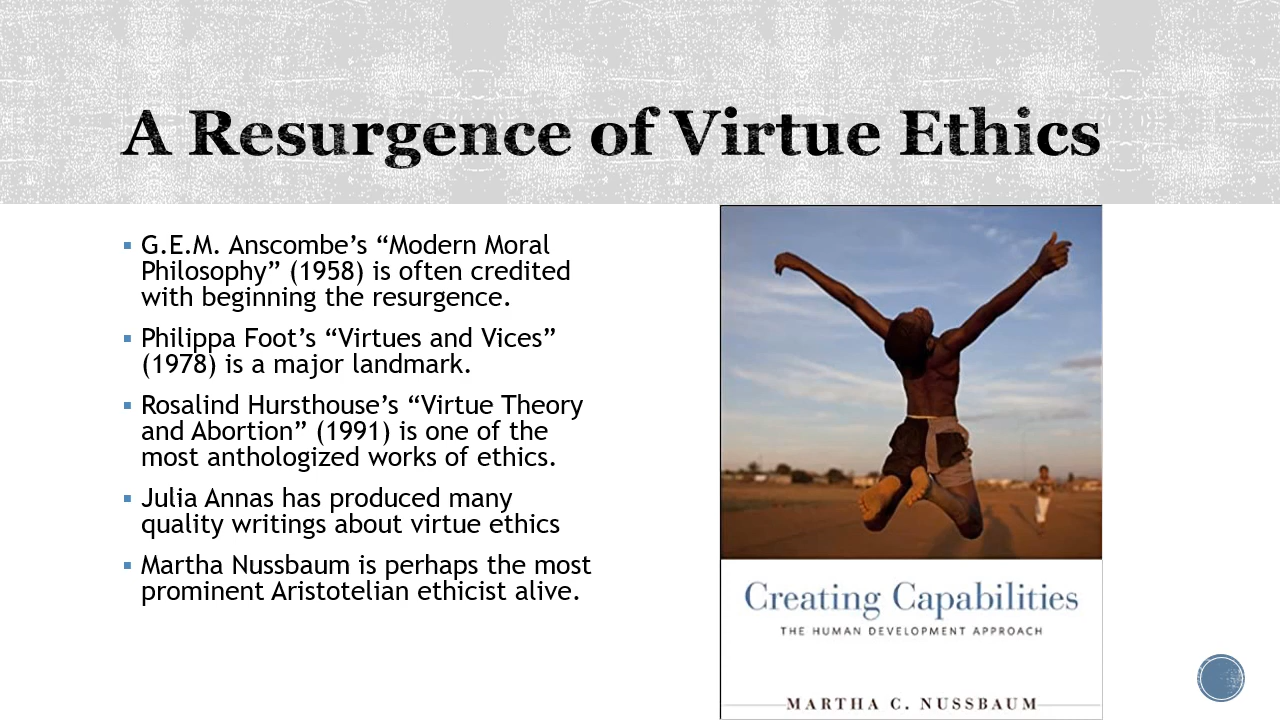 A Resurgence of Virtue Ethics
▪ G.E.M. Anscombe’s “Modern Moral
Philosophy” (1958) is often credited
with beginning the resurgence.
▪ Philippa Foot’s “Virtues and Vices”
(1978) is a major landmark.
▪ Rosalind Hursthouse’s “Virtue Theory
and Abortion” (1991) is one of the
most anthologized works of ethics.
▪ Julia Annas has produced many
quality writings about virtue ethics
▪ Martha Nussbaum is perhaps the most
prominent Aristotelian ethicist alive.
Creating Capabilities
THE HUMAN DEVELOPMENT APPROACH
MARTHA C. NUSSBAUM